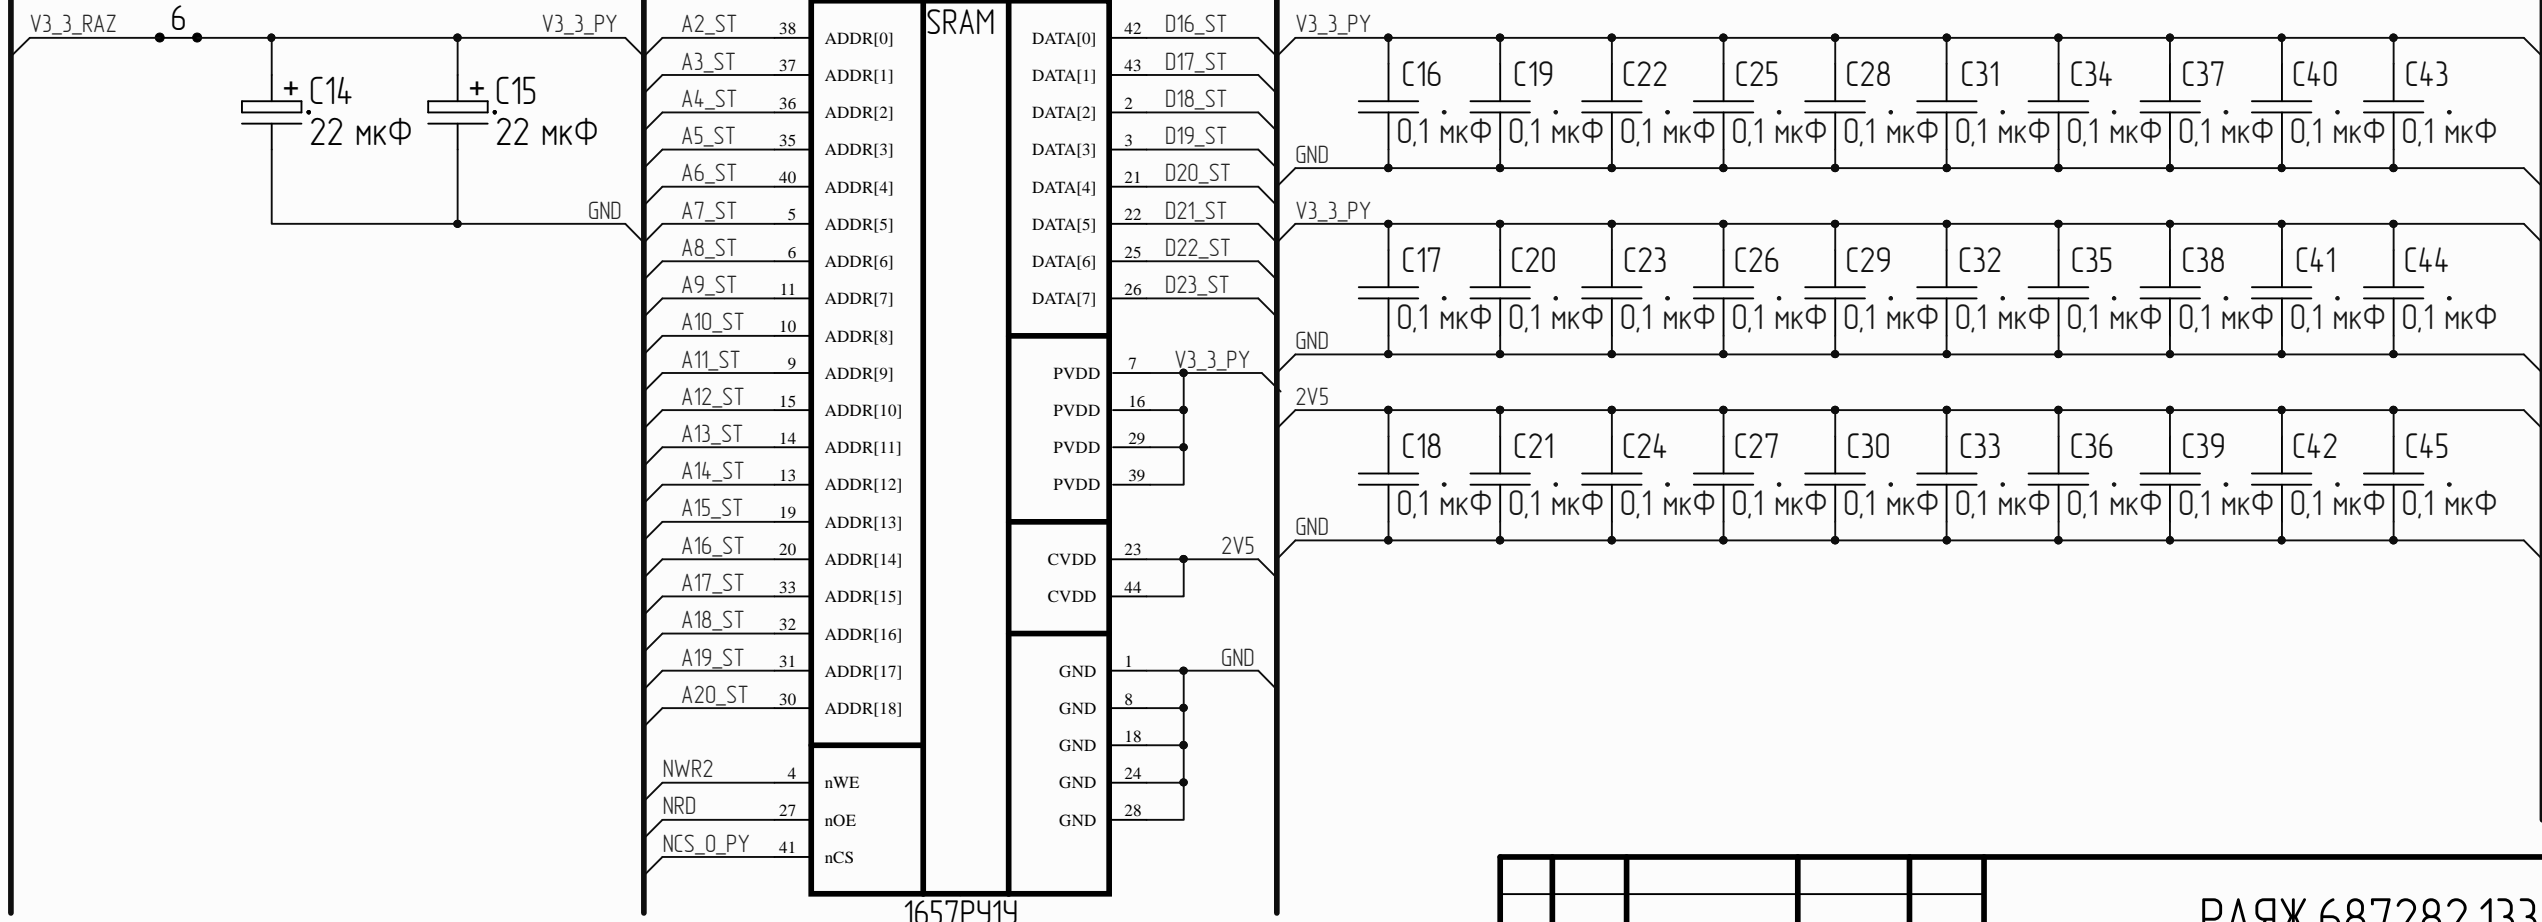 V3_3_RAZ 6 V3_3_PY
+ C14 22 мкФ
+ C15 22 мкФ
GND
SRAM
A2_ST 38 ADDR[0]
A3_ST 37 ADDR[1]
A4_ST 36 ADDR[2]
A5_ST 35 ADDR[3]
A6_ST 40 ADDR[4]
A7_ST 5 ADDR[5]
A8_ST 6 ADDR[6]
A9_ST 11 ADDR[7]
A10_ST 10 ADDR[8]
A11_ST 9 ADDR[9]
A12_ST 15 ADDR[10]
A13_ST 14 ADDR[11]
A14_ST 13 ADDR[12]
A15_ST 19 ADDR[13]
A16_ST 20 ADDR[14]
A17_ST 33 ADDR[15]
A18_ST 32 ADDR[16]
A19_ST 31 ADDR[17]
A20_ST 30 ADDR[18]
NWR2 4 nWE
NRD 27 nOE
NCS_0_PY 41 nCS
DATA[0] 42 D16_ST
DATA[1] 43 D17_ST
DATA[2] 2 D18_ST
DATA[3] 3 D19_ST
DATA[4] 21 D20_ST
DATA[5] 22 D21_ST
DATA[6] 25 D22_ST
DATA[7] 26 D23_ST
PVDD 7 V3_3_PY
PVDD 16
PVDD 29
PVDD 39
CVDD 23 2V5
CVDD 44
GND 1 GND
GND 8
GND 18
GND 24
GND 28
1657РУ1У
V3_3_PY
C16 C19 C22 C25 C28 C31 C34 C37 C40 C43
0,1 мкФ 0,1 мкФ 0,1 мкФ 0,1 мкФ 0,1 мкФ 0,1 мкФ 0,1 мкФ 0,1 мкФ 0,1 мкФ 0,1 мкФ
GND
V3_3_PY
C17 C20 C23 C26 C29 C32 C35 C38 C41 C44
0,1 мкФ 0,1 мкФ 0,1 мкФ 0,1 мкФ 0,1 мкФ 0,1 мкФ 0,1 мкФ 0,1 мкФ 0,1 мкФ 0,1 мкФ
GND
2V5
C18 C21 C24 C27 C30 C33 C36 C39 C42 C45
0,1 мкФ 0,1 мкФ 0,1 мкФ 0,1 мкФ 0,1 мкФ 0,1 мкФ 0,1 мкФ 0,1 мкФ 0,1 мкФ 0,1 мкФ
GND
РАЯЖ.687282.133